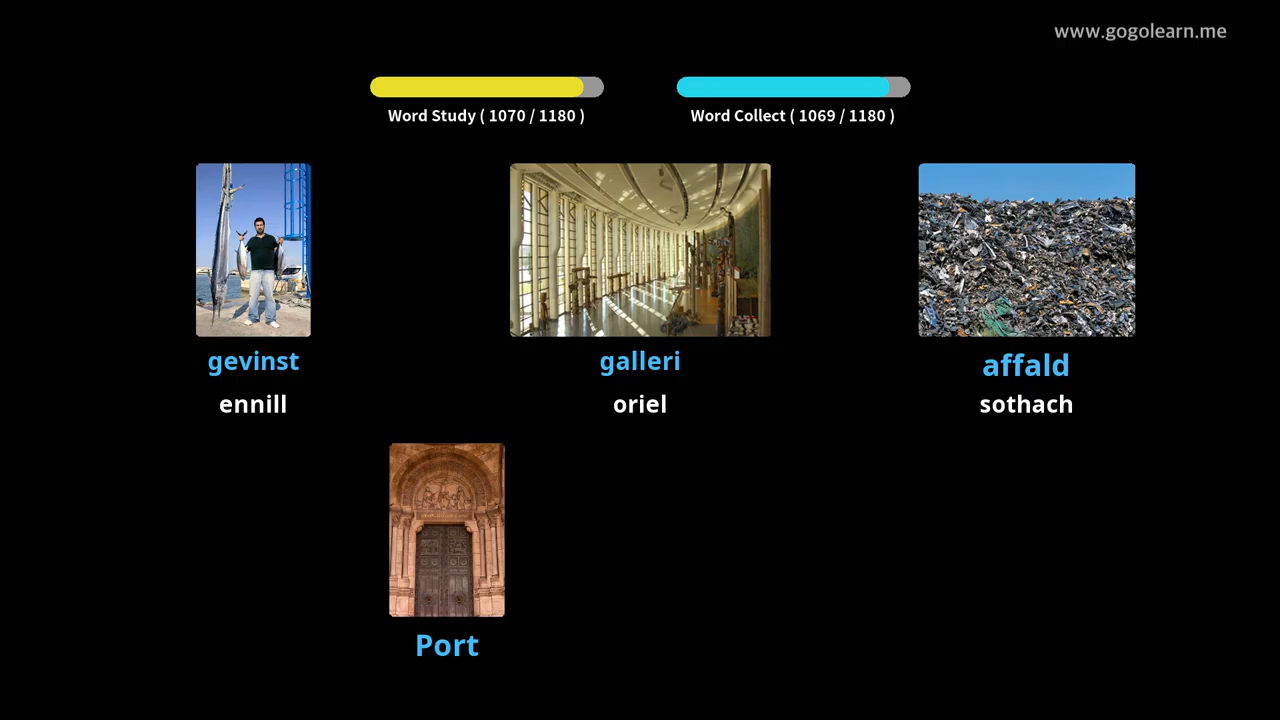 www.gogolearn.me
Word Study ( 1070 / 1180 )
Word Collect ( 1069 / 1180 )
gevinst
galleri
affald
ennill
oriel
sothach
Port